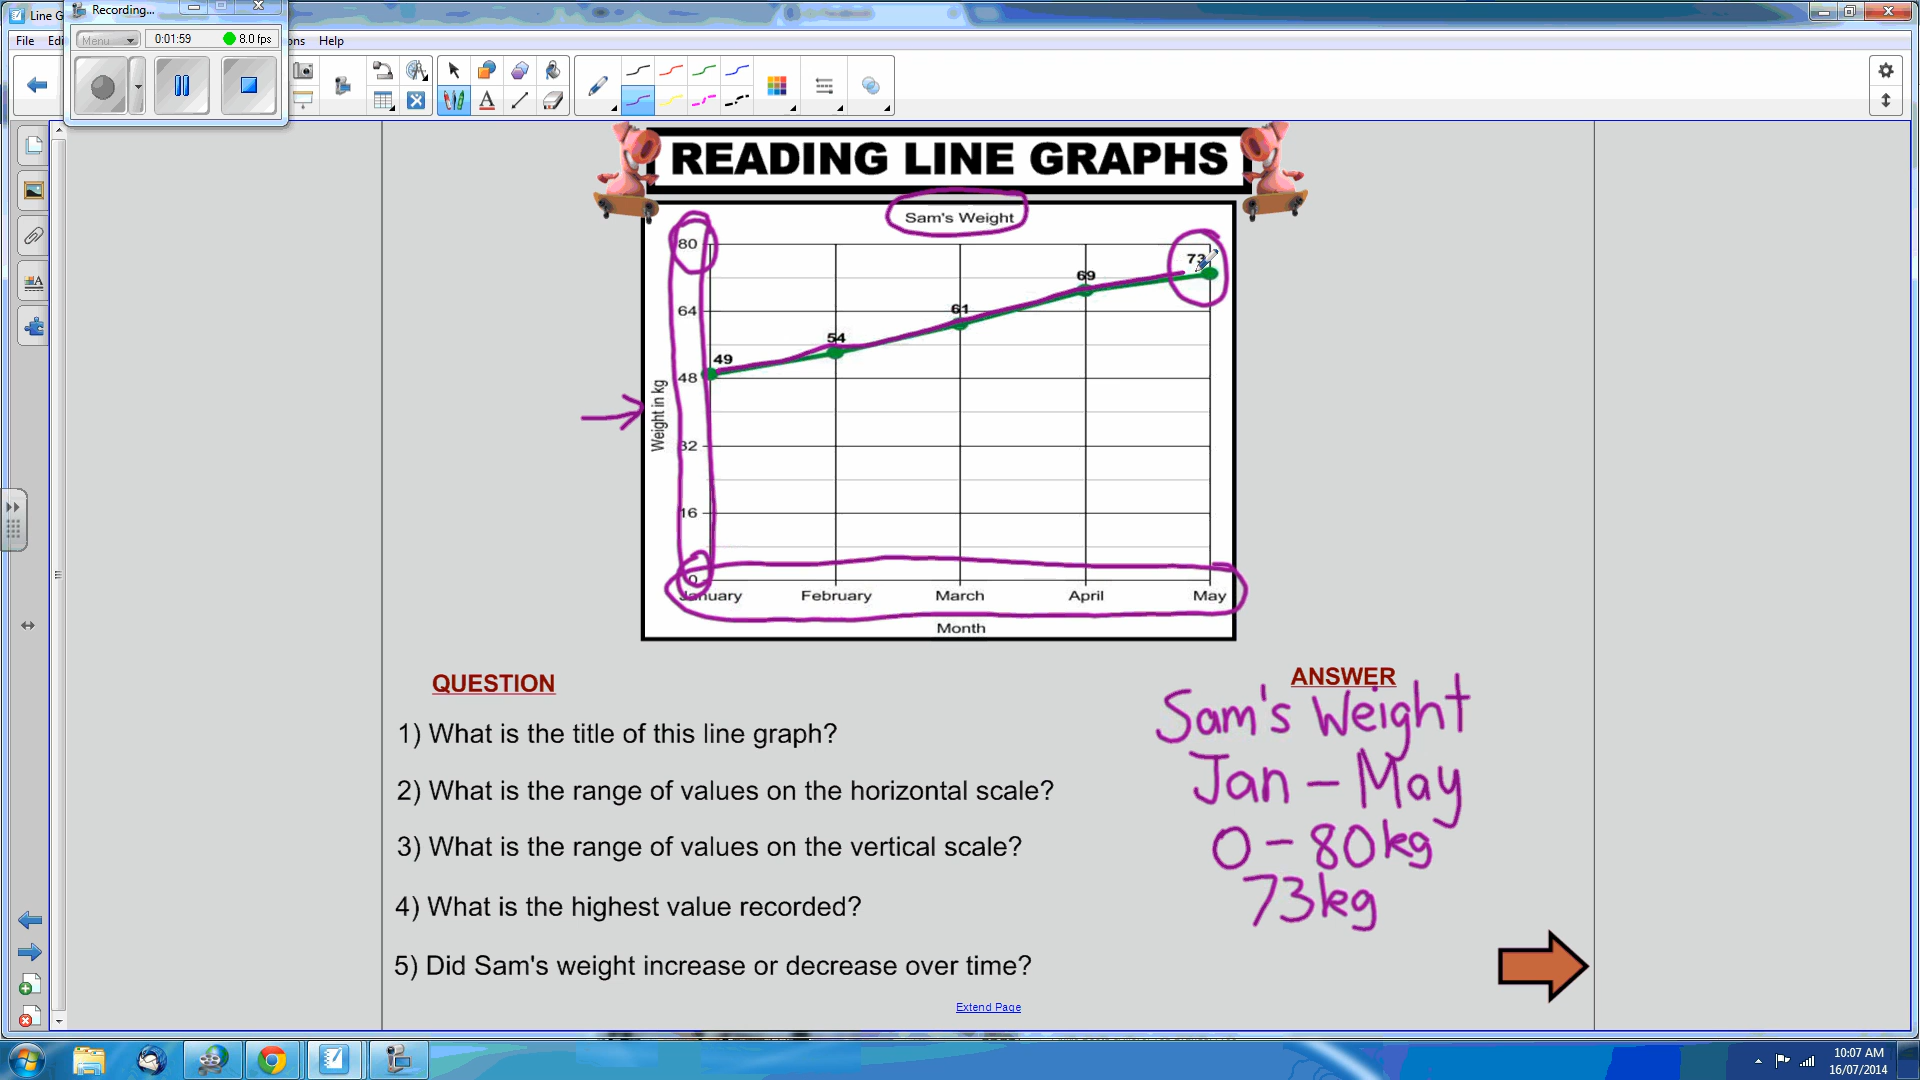 Line G
Recording...
File Edi ons Help
Menu 0:01:59 8.0 fps
READING LINE GRAPHS
Sam's Weight
80
64
48
32
16
0
Weight in kg
49
54
61
69
73
January February March April May
Month
QUESTION
ANSWER
1) What is the title of this line graph?
Sam's Weight
2) What is the range of values on the horizontal scale?
Jan - May
3) What is the range of values on the vertical scale?
0 - 80kg
4) What is the highest value recorded?
73kg
5) Did Sam's weight increase or decrease over time?
Extend Page
10:07 AM
16/07/2014